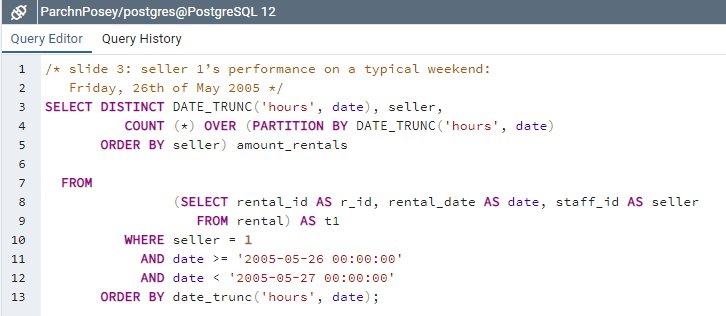 ParchnPosey/postgres@PostgreSQL 12
Query Editor Query History
1 /* slide 3: seller 1’s performance on a typical weekend:
2 Friday, 26th of May 2005 */
3 SELECT DISTINCT DATE_TRUNC('hours', date), seller,
4 COUNT (*) OVER (PARTITION BY DATE_TRUNC('hours', date)
5 ORDER BY seller) amount_rentals
6
7 FROM
8 (SELECT rental_id AS r_id, rental_date AS date, staff_id AS seller
9 FROM rental) AS t1
10 WHERE seller = 1
11 AND date >= '2005-05-26 00:00:00'
12 AND date < '2005-05-27 00:00:00'
13 ORDER BY date_trunc('hours', date);